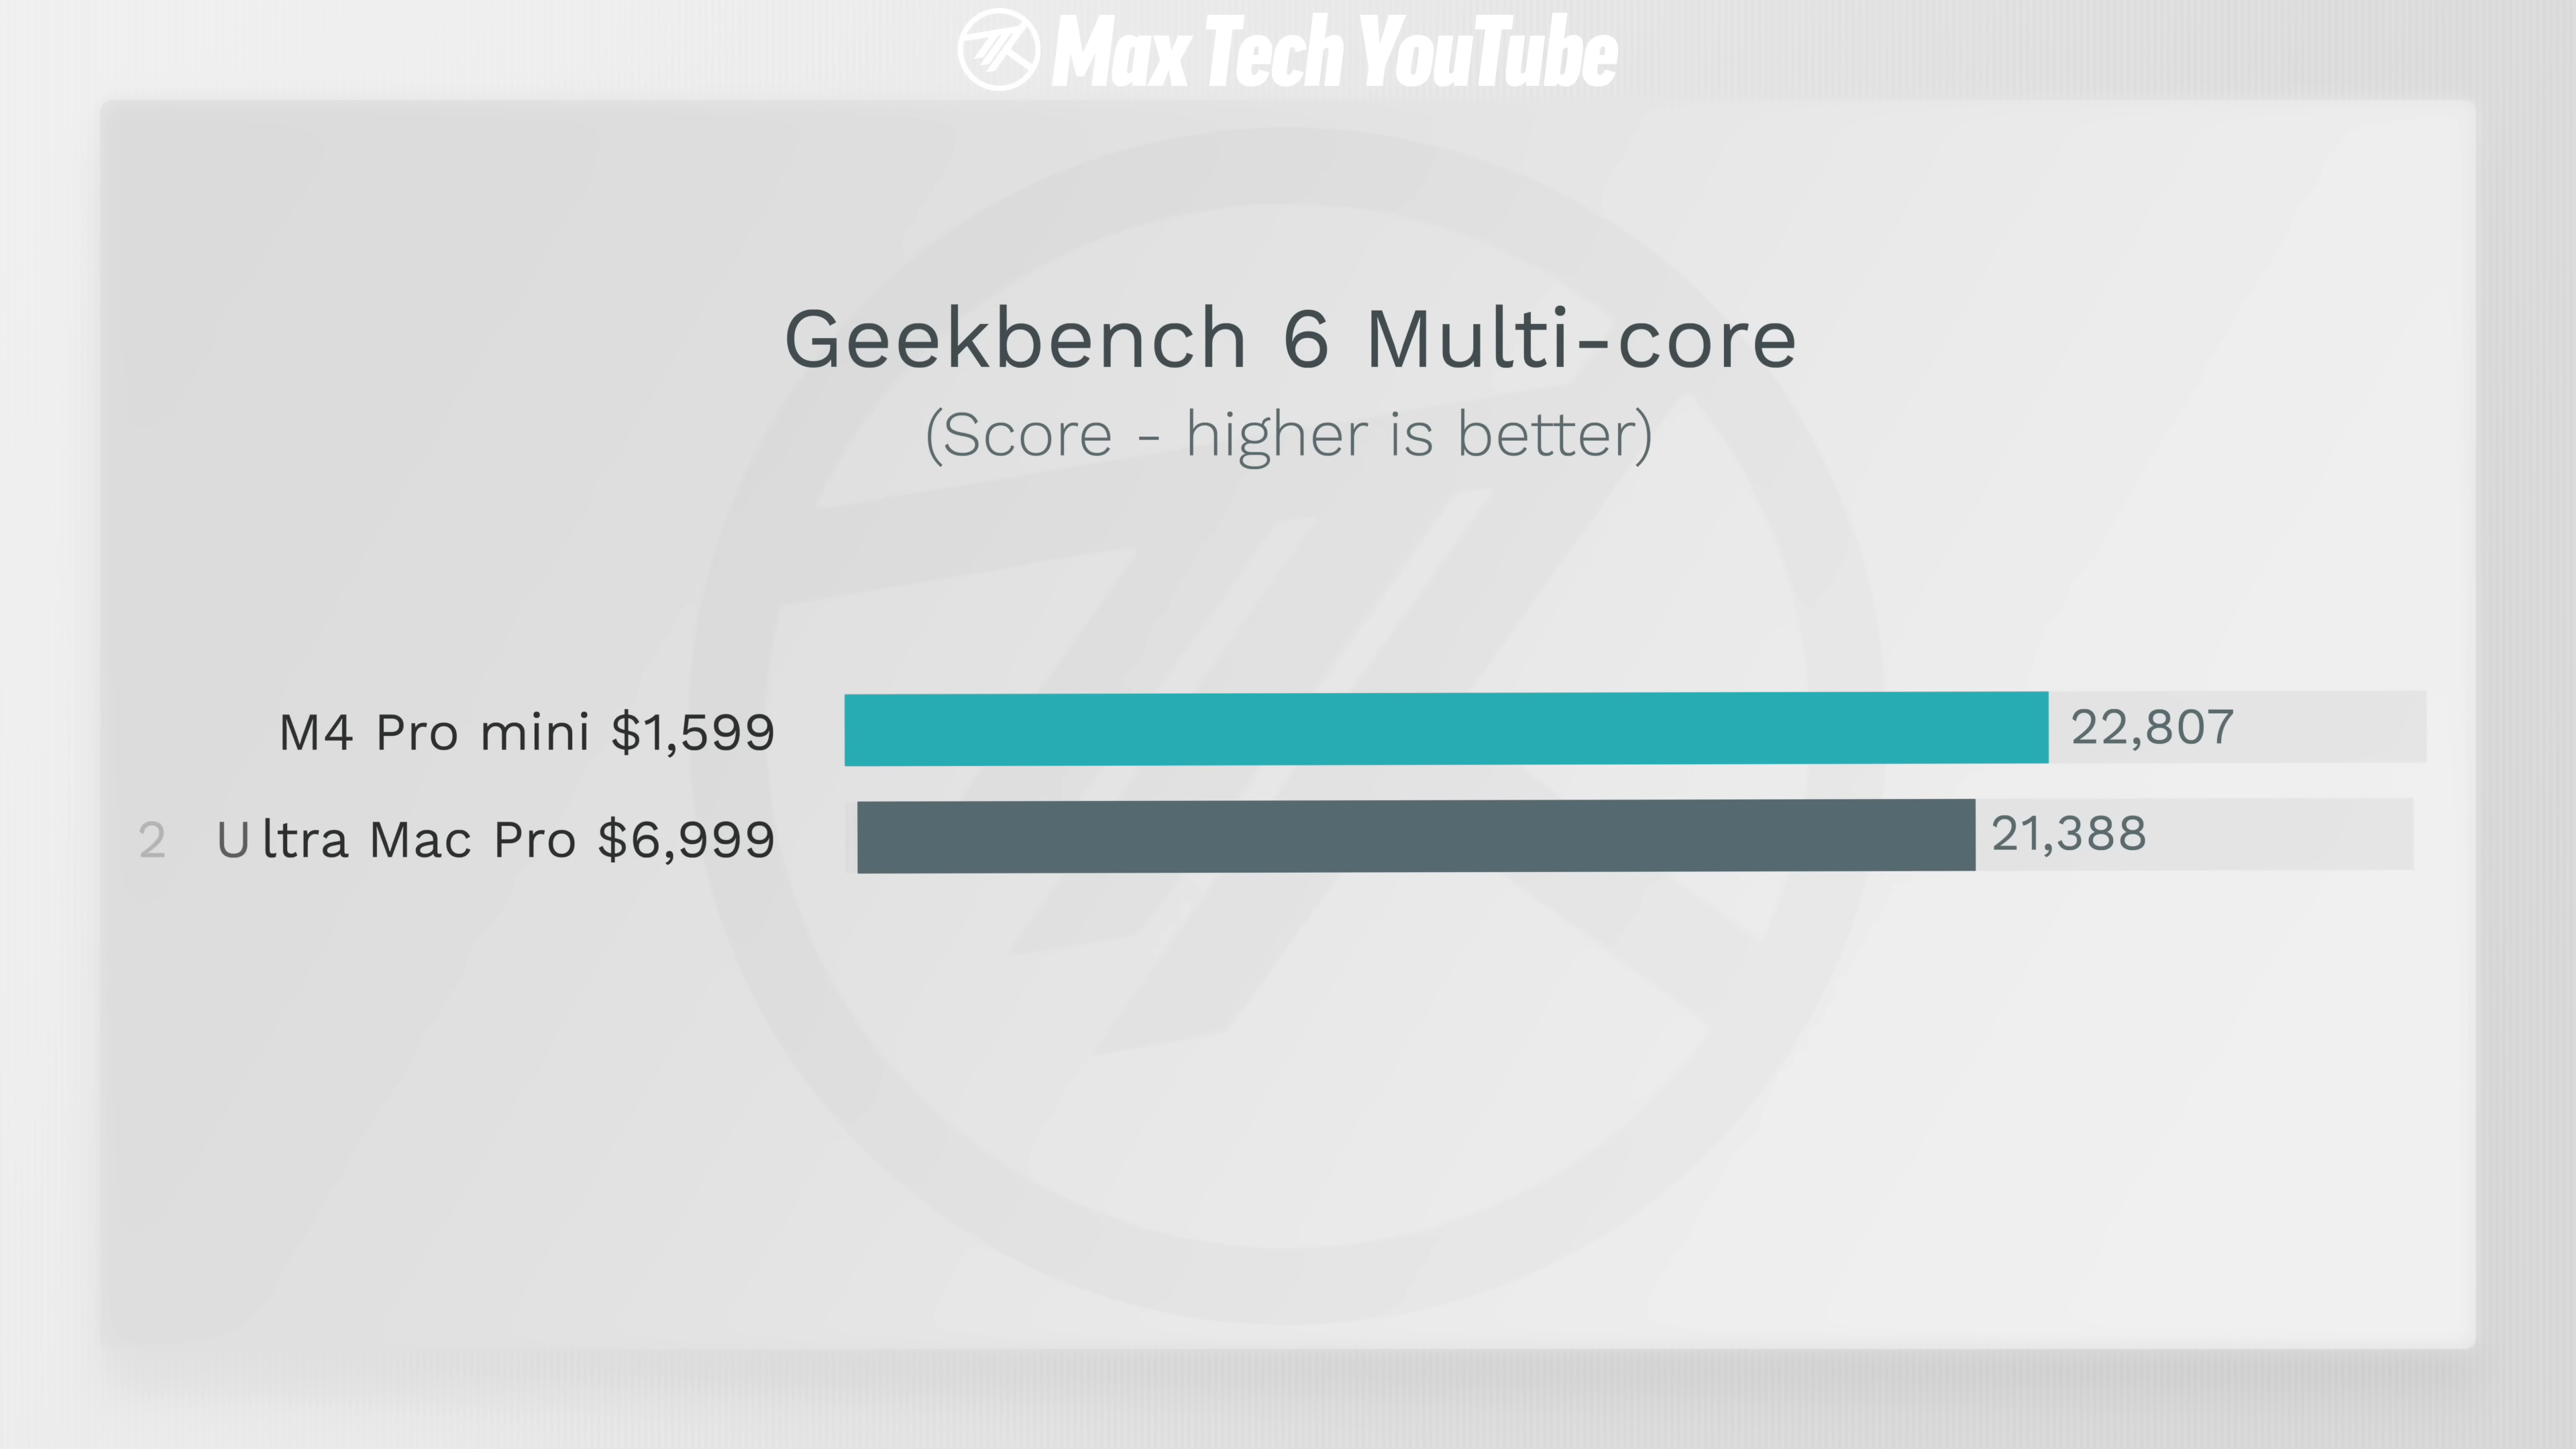 Max Tech YouTube
Geekbench 6 Multi-core
(Score - higher is better)
M4 Pro mini $1,599
22,807
2 Ultra Mac Pro $6,999
21,388